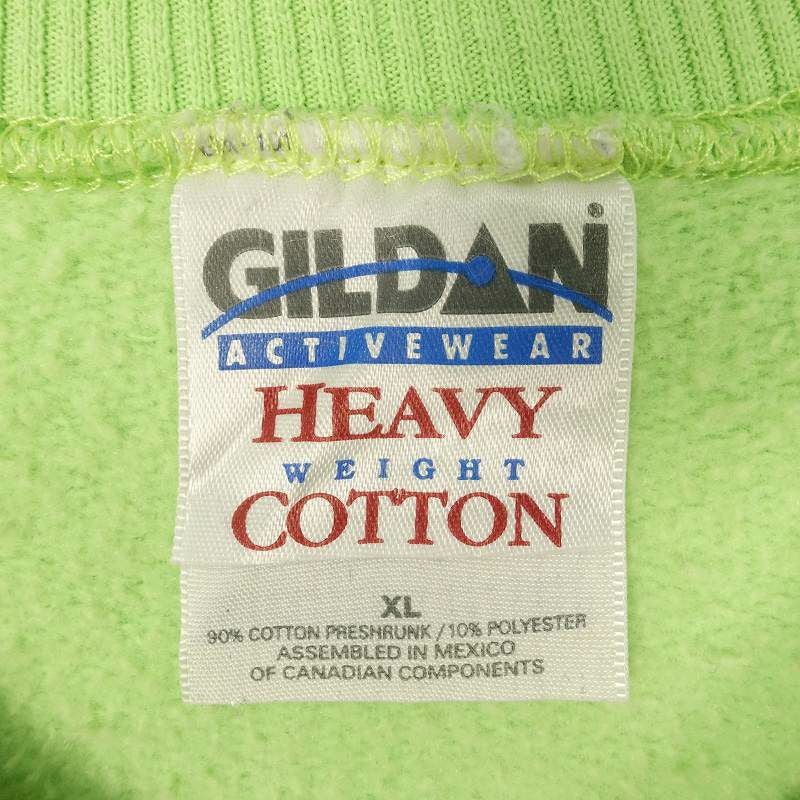 GILDAN®
ACTIVEWEAR
HEAVY
WEIGHT
COTTON
XL
90% COTTON PRESHRUNK / 10% POLYESTER
ASSEMBLED IN MEXICO
OF CANADIAN COMPONENTS